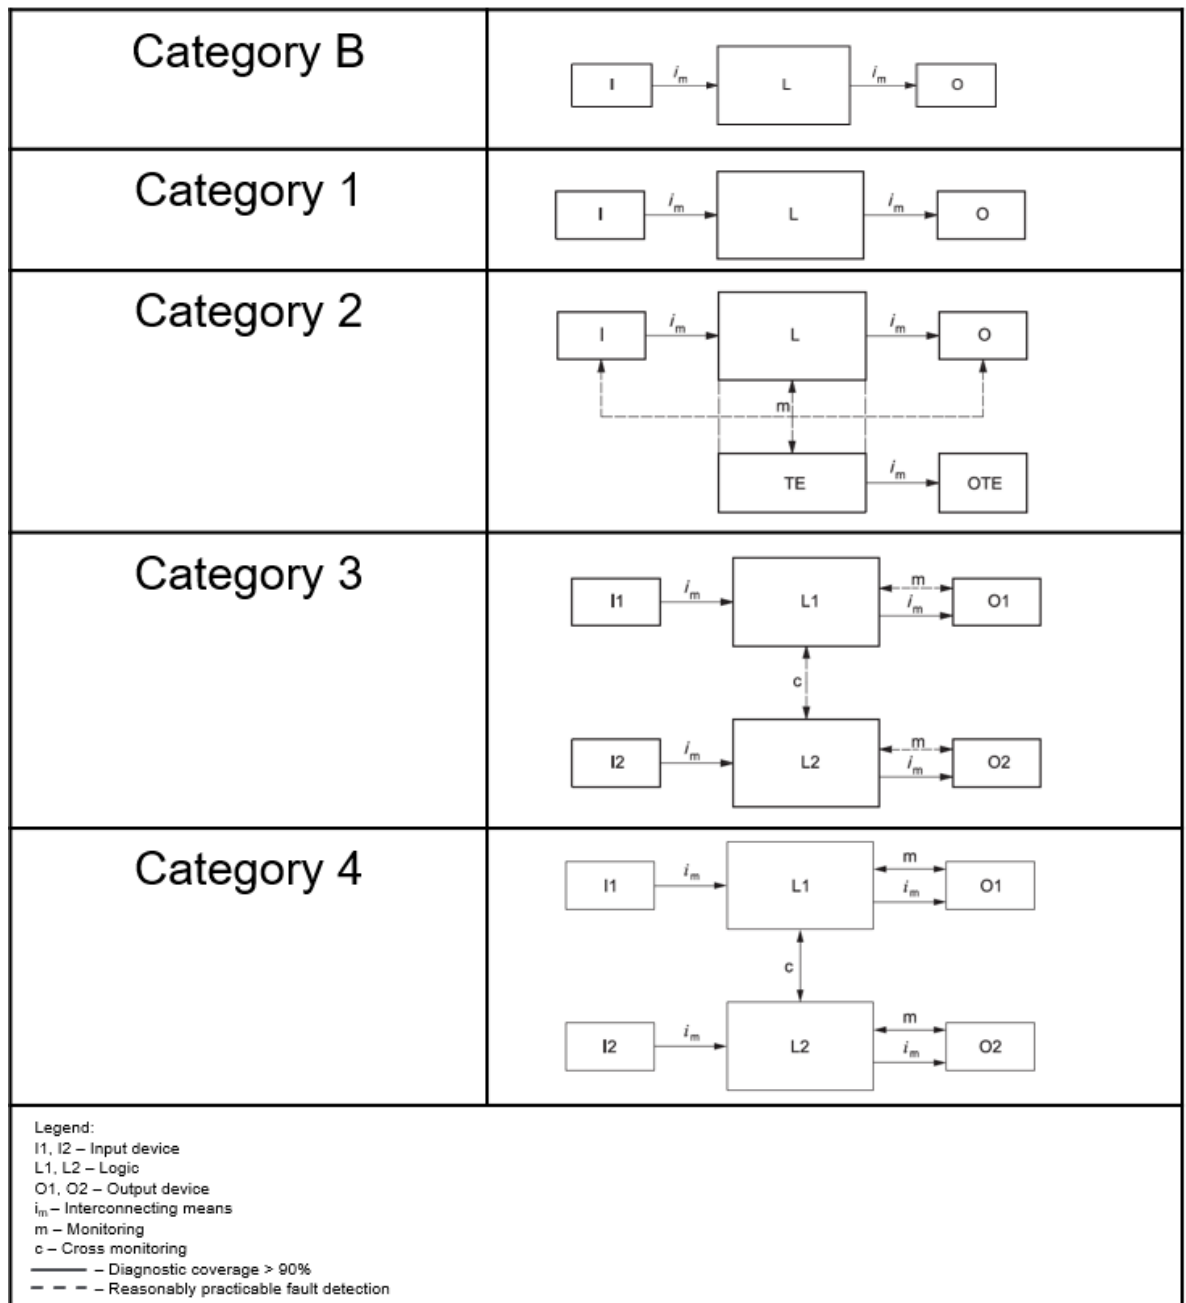 Category B
I
im
L
im
O
Category 1
I
im
L
im
O
Category 2
I
im
L
im
O
m
TE
im
OTE
Category 3
I1
im
L1
m
im
O1
c
I2
im
L2
m
im
O2
Category 4
I1
im
L1
m
im
O1
c
I2
im
L2
m
im
O2
Legend:
I1, I2 – Input device
L1, L2 – Logic
O1, O2 – Output device
im – Interconnecting means
m – Monitoring
c – Cross monitoring
– Diagnostic coverage > 90%
– Reasonably practicable fault detection